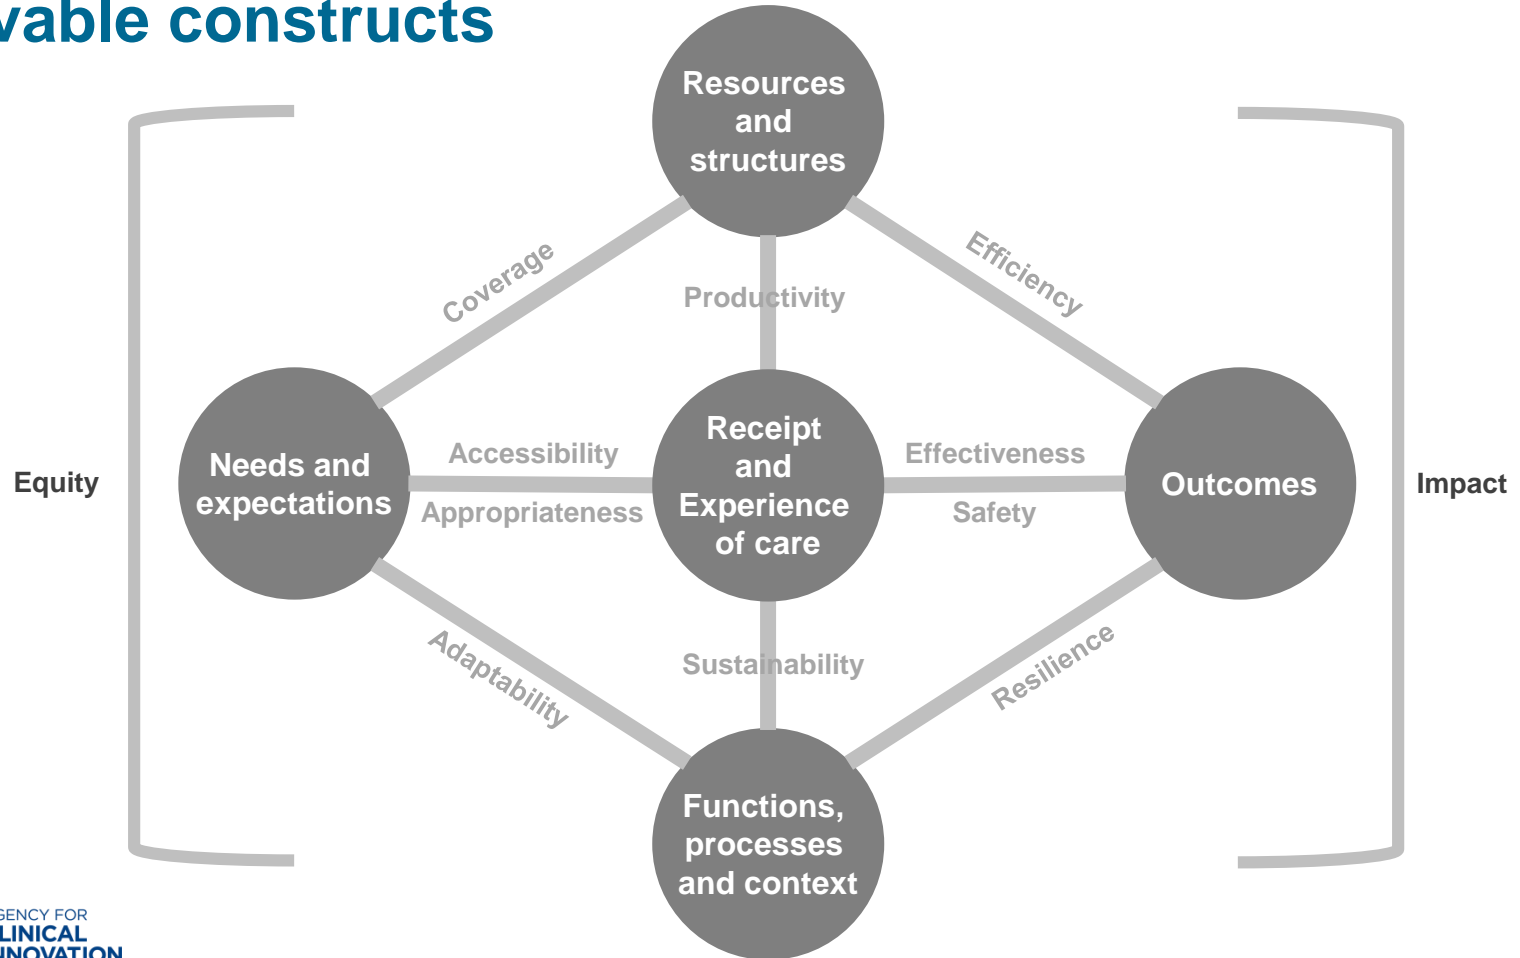 vable constructs
Resources
and
structures
Coverage
Efficiency
Productivity
Receipt
and
Experience
of care
Needs and
expectations
Accessibility
Appropriateness
Effectiveness
Safety
Outcomes
Equity
Impact
Adaptability
Sustainability
Resilience
Functions,
processes
and context
GENCY FOR
LINICAL
NNOVATION